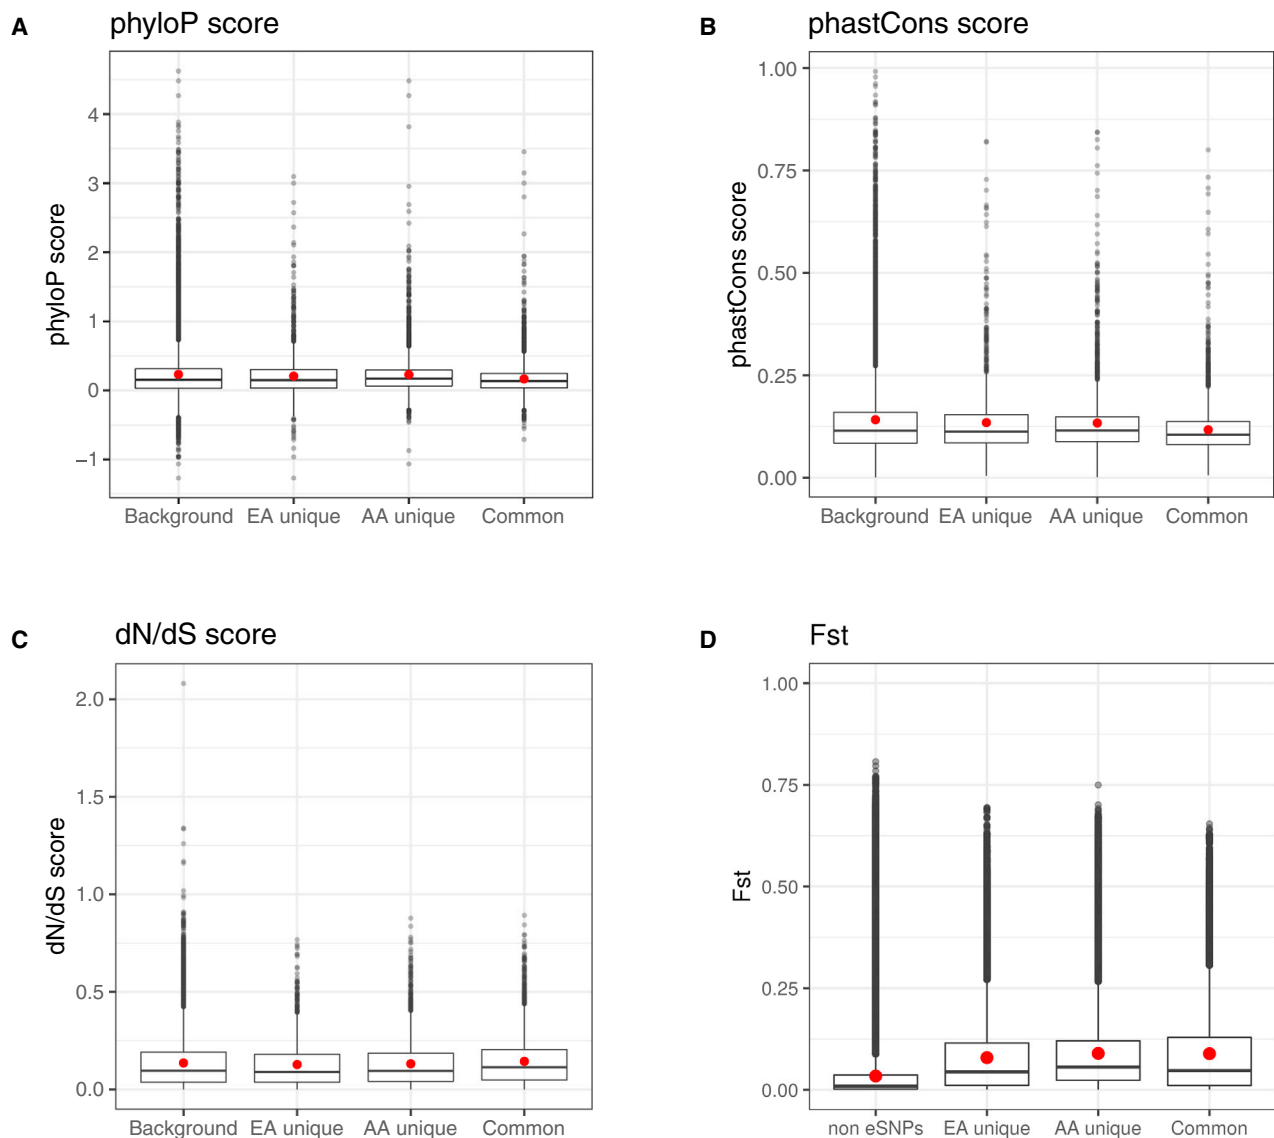 A phyloP score
phyloP score
4
3
2
1
0
−1
Background EA unique AA unique Common
B phastCons score
phastCons score
1.00
0.75
0.50
0.25
0.00
Background EA unique AA unique Common
C dN/dS score
dN/dS score
2.0
1.5
1.0
0.5
0.0
Background EA unique AA unique Common
D Fst
Fst
1.00
0.75
0.50
0.25
0.00
non eSNPs EA unique AA unique Common